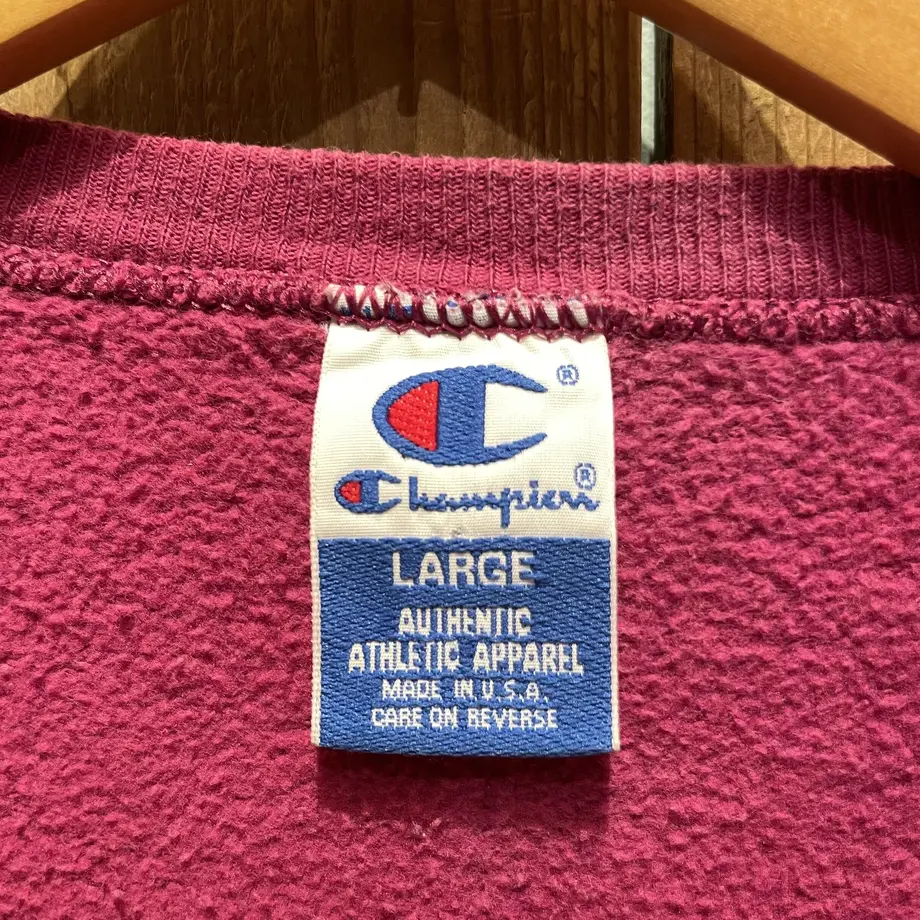 ®
Champion®
LARGE
AUTHENTIC
ATHLETIC APPAREL
MADE IN U.S.A.
CARE ON REVERSE